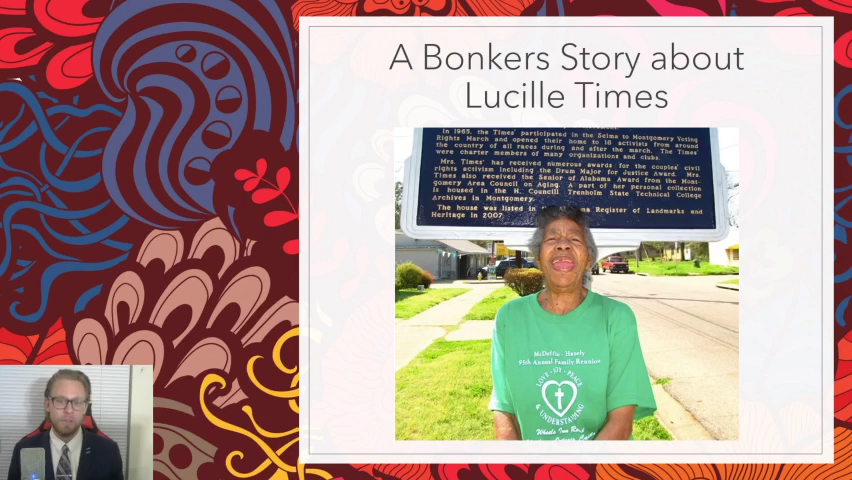 A Bonkers Story about
Lucille Times
In 1965, the Times' participated in the Selma to Montgomery Voting
Rights March and opened their home to 18 activists from around
the country of all races during and after the march. The Times'
were charter members of many organizations and clubs.
Mrs. Times' has received numerous awards for the couples' civil
rights activism including the Drum Major for Justice Award. Mrs.
Times also received the Senior of Alabama Award from the Mont-
gomery Area Council on Aging. A part of her personal collection
is housed in the H. Councill Trenholm State Technical College
Archives in Montgomery.
The house was listed in Register of Landmarks and
Heritage in 2007
95th Annual Family Reunion
LOVE · JOY · PEACE
& UNDERSTANDING